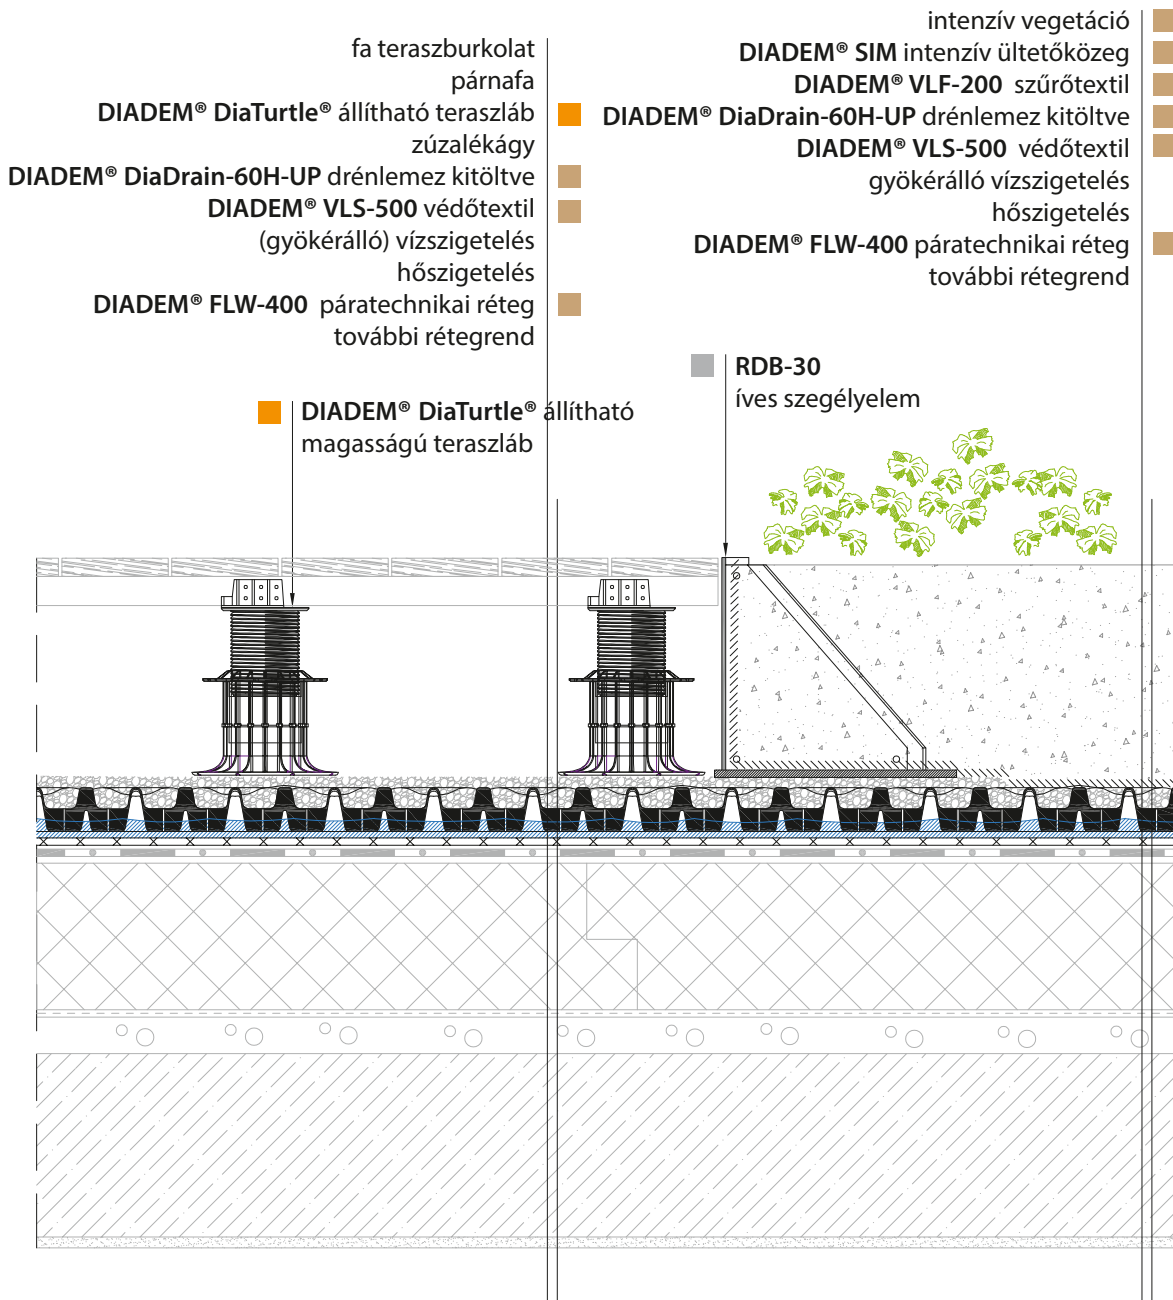 fa teraszburkolat
párnafa
DIADEM® DiaTurtle® állítható teraszláb
zúzalékágy
DIADEM® DiaDrain-60H-UP drénlemez kitöltve
DIADEM® VLS-500 védőtextil
(gyökérálló) vízszigetelés
hőszigetelés
DIADEM® FLW-400 páratechnikai réteg
további rétegrend
intenzív vegetáció
DIADEM® SIM intenzív ültetőközeg
DIADEM® VLF-200 szűrőtextil
DIADEM® DiaDrain-60H-UP drénlemez kitöltve
DIADEM® VLS-500 védőtextil
gyökérálló vízszigetelés
hőszigetelés
DIADEM® FLW-400 páratechnikai réteg
további rétegrend
DIADEM® DiaTurtle® állítható
magasságú teraszláb
RDB-30
íves szegélyelem